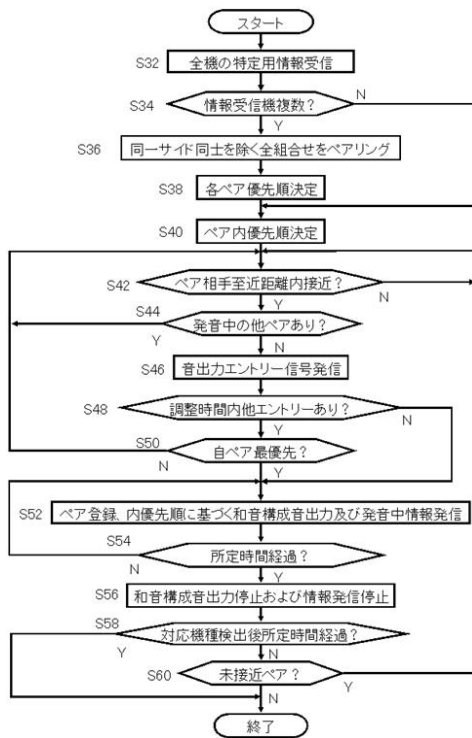 スタート
S32 全機の特定用情報受信
S34 情報受信機複数？ N
Y
S36 同一サイド同士を除く全組合せをペアリング
S38 各ペア優先順決定
S40 ペア内優先順決定
S42 ペア相手至近距離内接近？ N
Y
S44 発音中の他ペアあり？
Y N
S46 音出力エントリー信号発信
S48 調整時間内他エントリーあり？ N
Y
S50 自ペア最優先？
N Y
S52 ペア登録、内優先順に基づく和音構成音出力及び発音中情報発信
S54 所定時間経過？
N Y
S56 和音構成音出力停止および情報発信停止
S58 対応機種検出後所定時間経過？
Y N
S60 未接近ペア？ Y
N
終了